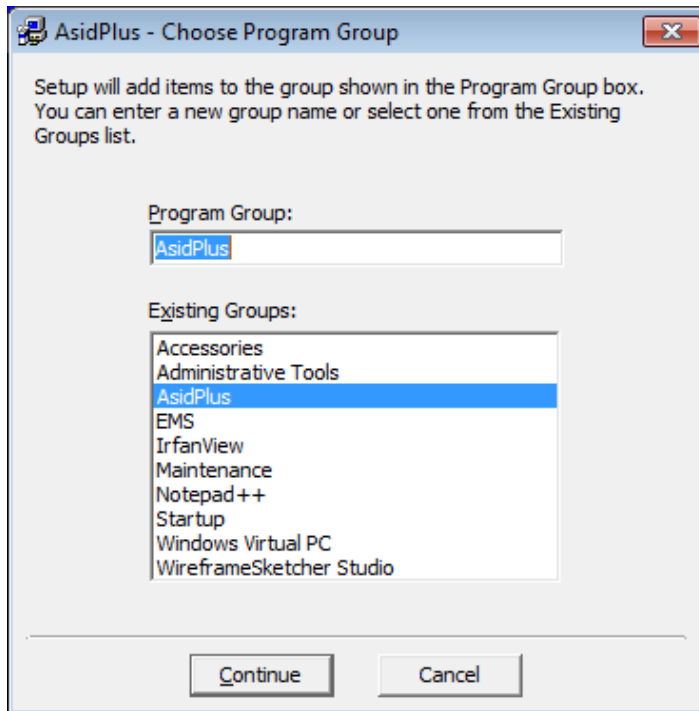 AsidPlus - Choose Program Group
Setup will add items to the group shown in the Program Group box.
You can enter a new group name or select one from the Existing
Groups list.
Program Group:
AsidPlus
Existing Groups:
Accessories
Administrative Tools
AsidPlus
EMS
IrfanView
Maintenance
Notepad++
Startup
Windows Virtual PC
WireframeSketcher Studio
Continue
Cancel